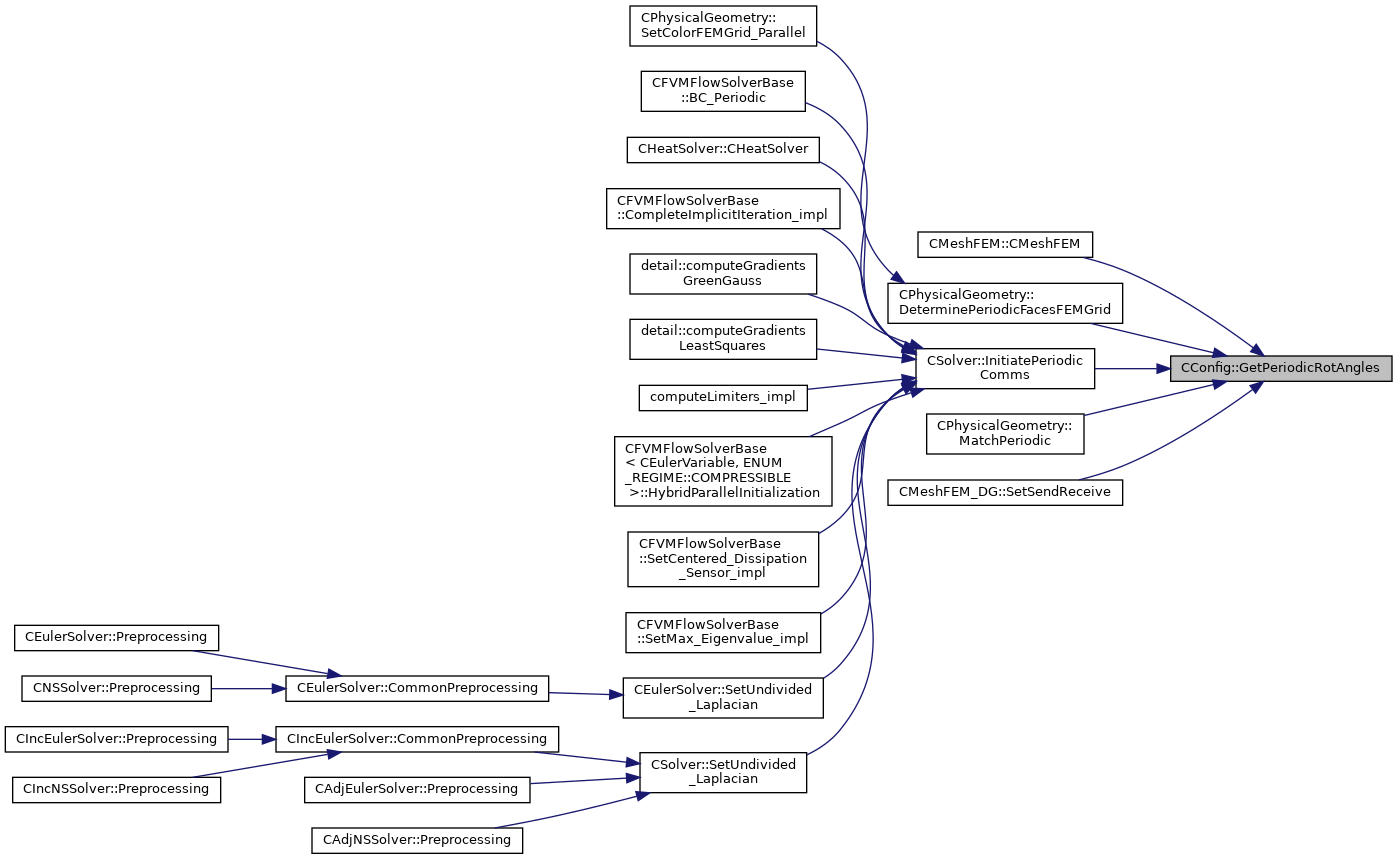 CPhysicalGeometry::
SetColorFEMGrid_Parallel
CFVMFlowSolverBase
::BC_Periodic
CHeatSolver::CHeatSolver
CFVMFlowSolverBase
::CompleteImplicitIteration_impl
detail::computeGradients
GreenGauss
detail::computeGradients
LeastSquares
computeLimiters_impl
CFVMFlowSolverBase
< CEulerVariable, ENUM
_REGIME::COMPRESSIBLE
>::HybridParallelInitialization
CFVMFlowSolverBase
::SetCentered_Dissipation
_Sensor_impl
CFVMFlowSolverBase
::SetMax_Eigenvalue_impl
CEulerSolver::SetUndivided
_Laplacian
CSolver::SetUndivided
_Laplacian
CEulerSolver::Preprocessing
CNSSolver::Preprocessing
CIncEulerSolver::Preprocessing
CIncNSSolver::Preprocessing
CEulerSolver::CommonPreprocessing
CIncEulerSolver::CommonPreprocessing
CAdjEulerSolver::Preprocessing
CAdjNSSolver::Preprocessing
CMeshFEM::CMeshFEM
CPhysicalGeometry::
DeterminePeriodicFacesFEMGrid
CSolver::InitiatePeriodic
Comms
CPhysicalGeometry::
MatchPeriodic
CMeshFEM_DG::SetSendReceive
CConfig::GetPeriodicRotAngles